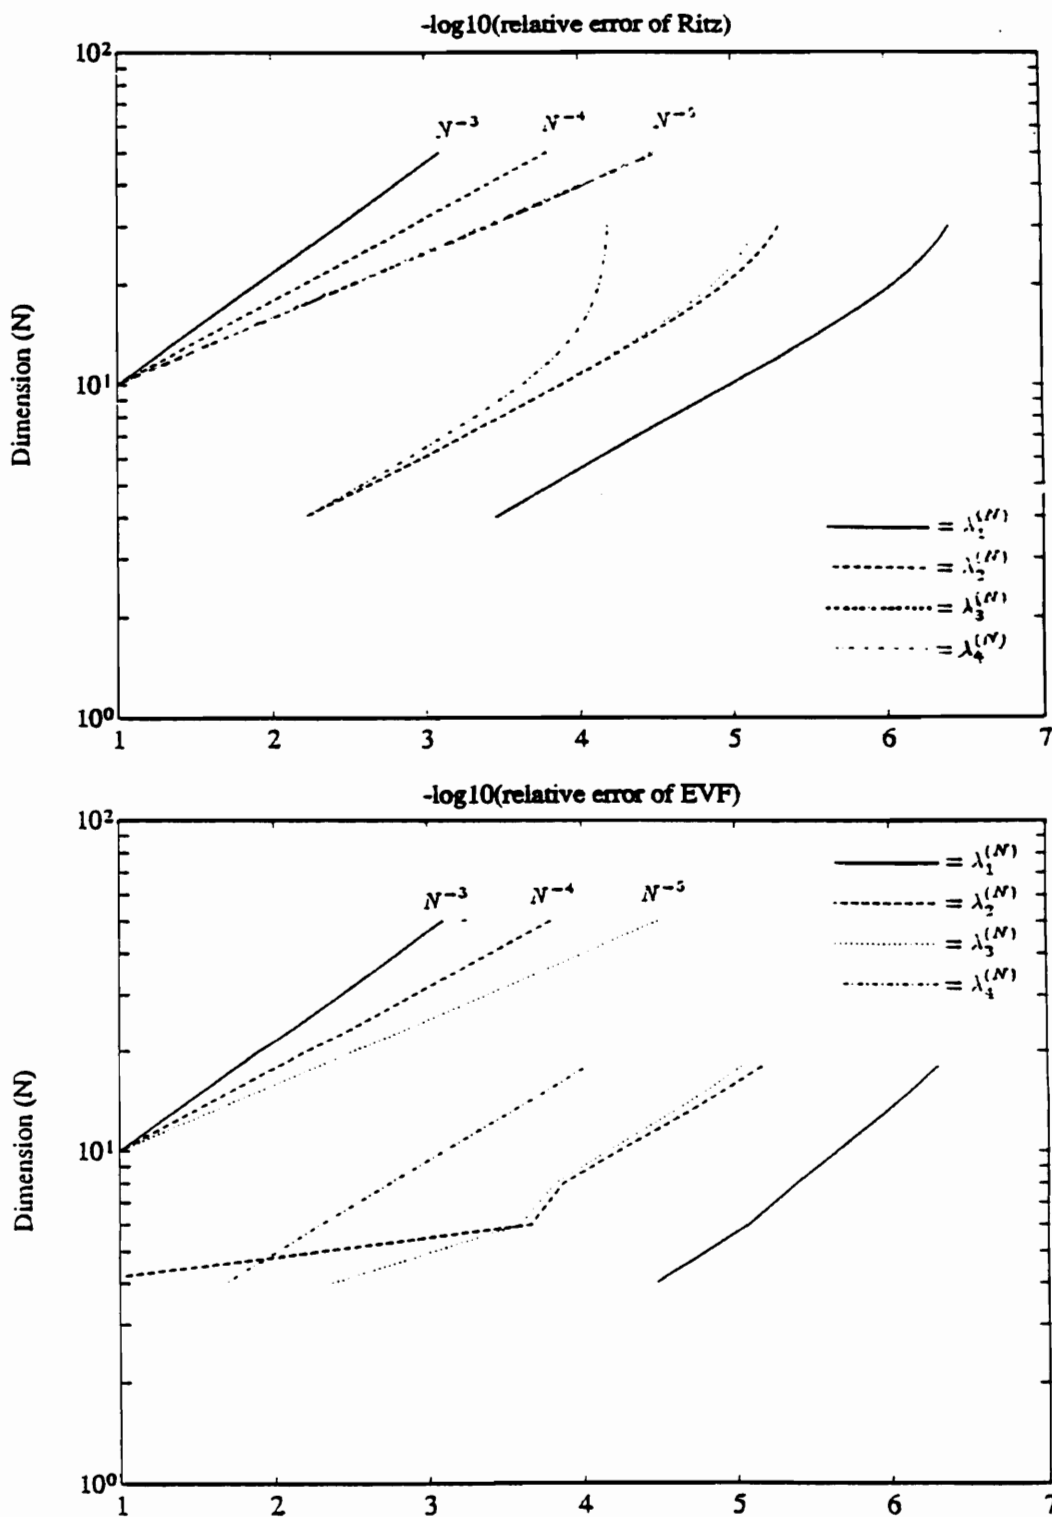 -log10(relative error of Ritz)
10²
N⁻³ N⁻⁴ N⁻⁵
10¹
Dimension (N)
= λ₁⁽ᴺ⁾
= λ₂⁽ᴺ⁾
= λ₃⁽ᴺ⁾
= λ₄⁽ᴺ⁾
10⁰
1 2 3 4 5 6 7
-log10(relative error of EVF)
10²
= λ₁⁽ᴺ⁾
N⁻³ N⁻⁴ N⁻⁵
= λ₂⁽ᴺ⁾
= λ₃⁽ᴺ⁾
= λ₄⁽ᴺ⁾
10¹
Dimension (N)
10⁰
1 2 3 4 5 6 7